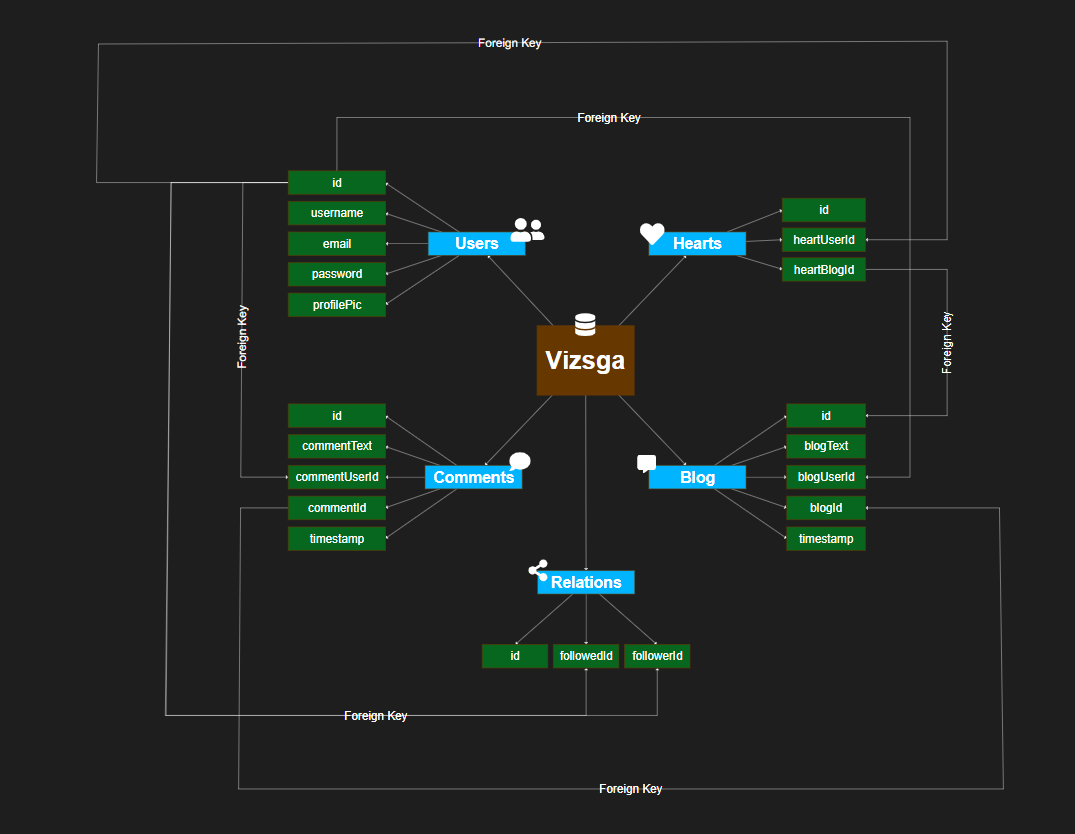 Foreign Key
Foreign Key
id
username
email
password
profilePic
Users
Hearts
id
heartUserId
heartBlogId
Foreign Key
Foreign Key
Vizsga
id
commentText
commentUserId
commentId
timestamp
Comments
Blog
id
blogText
blogUserId
blogId
timestamp
Relations
id
followedId
followerId
Foreign Key
Foreign Key